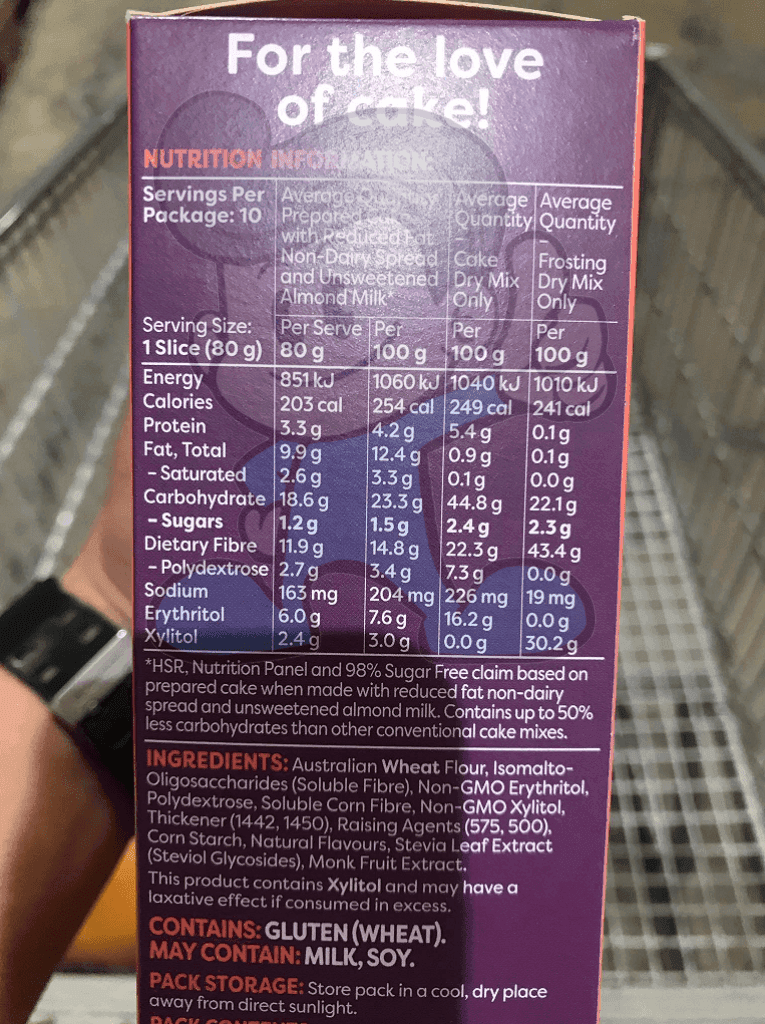 For the love
of cake!
NUTRITION INFORMATION:
Servings Per
Package: 10
Average Quantity
Prepared
with Reduced Fat
Non-Dairy Spread
and Unsweetened
Almond Milk*
Average
Quantity
–
Cake
Dry Mix
Only
Average
Quantity
–
Frosting
Dry Mix
Only
Serving Size:
1 Slice (80 g)
Per Serve
80 g
Per
100 g
Per
100 g
Per
100 g
Energy 851 kJ 1060 kJ 1040 kJ 1010 kJ
Calories 203 cal 254 cal 249 cal 241 cal
Protein 3.3 g 4.2 g 5.4 g 0.1 g
Fat, Total 9.9 g 12.4 g 0.9 g 0.1 g
– Saturated 2.6 g 3.3 g 0.1 g 0.0 g
Carbohydrate 18.6 g 23.3 g 44.8 g 22.1 g
– Sugars 1.2 g 1.5 g 2.4 g 2.3 g
Dietary Fibre 11.9 g 14.8 g 22.3 g 43.4 g
– Polydextrose 2.7 g 3.4 g 7.3 g 0.0 g
Sodium 163 mg 204 mg 226 mg 19 mg
Erythritol 6.0 g 7.6 g 16.2 g 0.0 g
Xylitol 2.4 g 3.0 g 0.0 g 30.2 g
*HSR, Nutrition Panel and 98% Sugar Free claim based on
prepared cake when made with reduced fat non-dairy
spread and unsweetened almond milk. Contains up to 50%
less carbohydrates than other conventional cake mixes.
INGREDIENTS: Australian Wheat Flour, Isomalto-
Oligosaccharides (Soluble Fibre), Non-GMO Erythritol,
Polydextrose, Soluble Corn Fibre, Non-GMO Xylitol,
Thickener (1442, 1450), Raising Agents (575, 500),
Corn Starch, Natural Flavours, Stevia Leaf Extract
(Steviol Glycosides), Monk Fruit Extract.
This product contains Xylitol and may have a
laxative effect if consumed in excess.
CONTAINS: GLUTEN (WHEAT).
MAY CONTAIN: MILK, SOY.
PACK STORAGE: Store pack in a cool, dry place
away from direct sunlight.